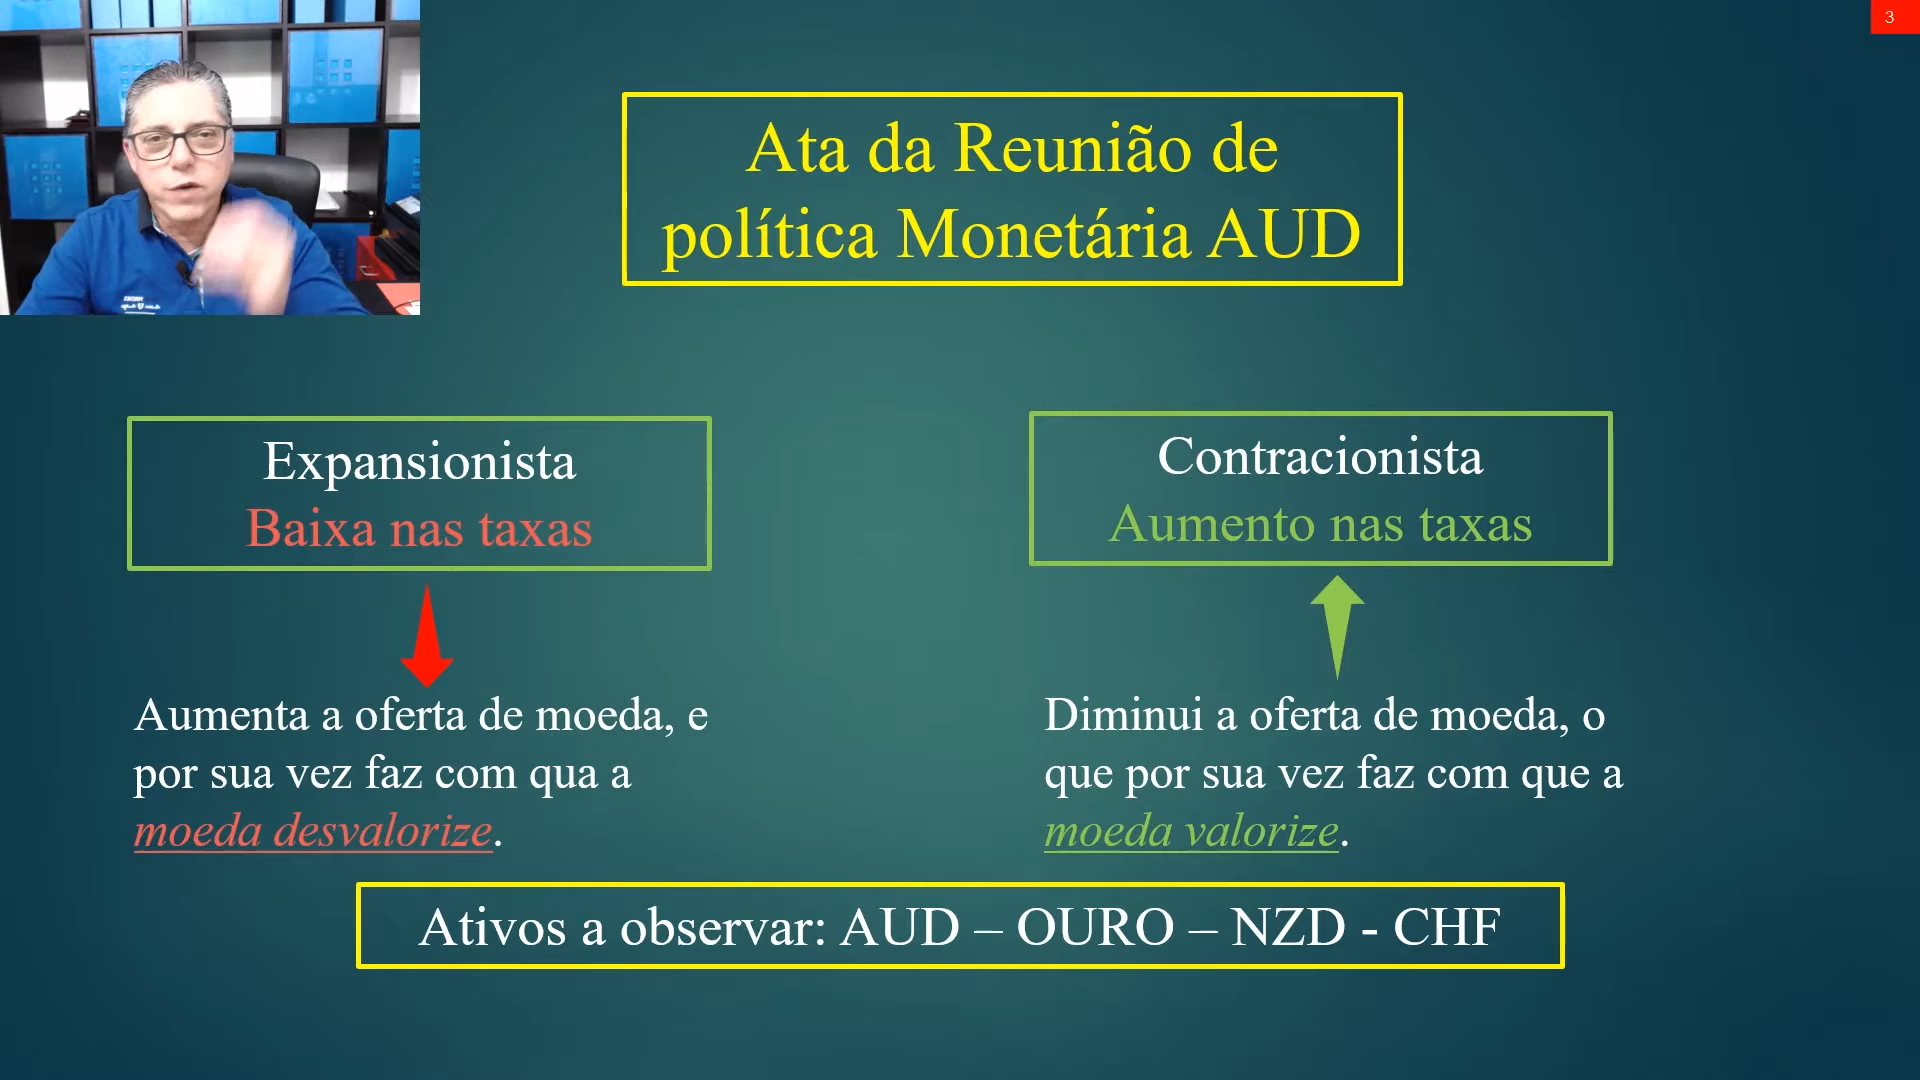 3
Ata da Reunião de
política Monetária AUD
Expansionista
Baixa nas taxas
Contracionista
Aumento nas taxas
Aumenta a oferta de moeda, e
por sua vez faz com qua a
moeda desvalorize.
Diminui a oferta de moeda, o
que por sua vez faz com que a
moeda valorize.
Ativos a observar: AUD – OURO – NZD - CHF